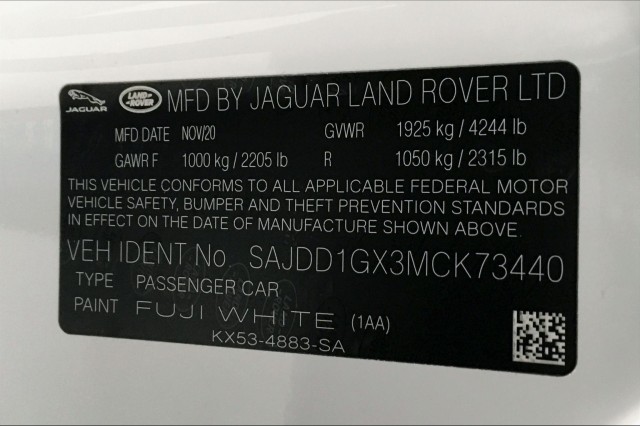 JAGUAR LAND ROVER MFD BY JAGUAR LAND ROVER LTD
MFD DATE NOV/20 GVWR 1925 kg / 4244 lb
GAWR F 1000 kg / 2205 lb R 1050 kg / 2315 lb
THIS VEHICLE CONFORMS TO ALL APPLICABLE FEDERAL MOTOR
VEHICLE SAFETY, BUMPER AND THEFT PREVENTION STANDARDS
IN EFFECT ON THE DATE OF MANUFACTURE SHOWN ABOVE.
VEH IDENT No SAJDD1GX3MCK73440
TYPE PASSENGER CAR
PAINT FUJI WHITE (1AA)
KX53-4883-SA